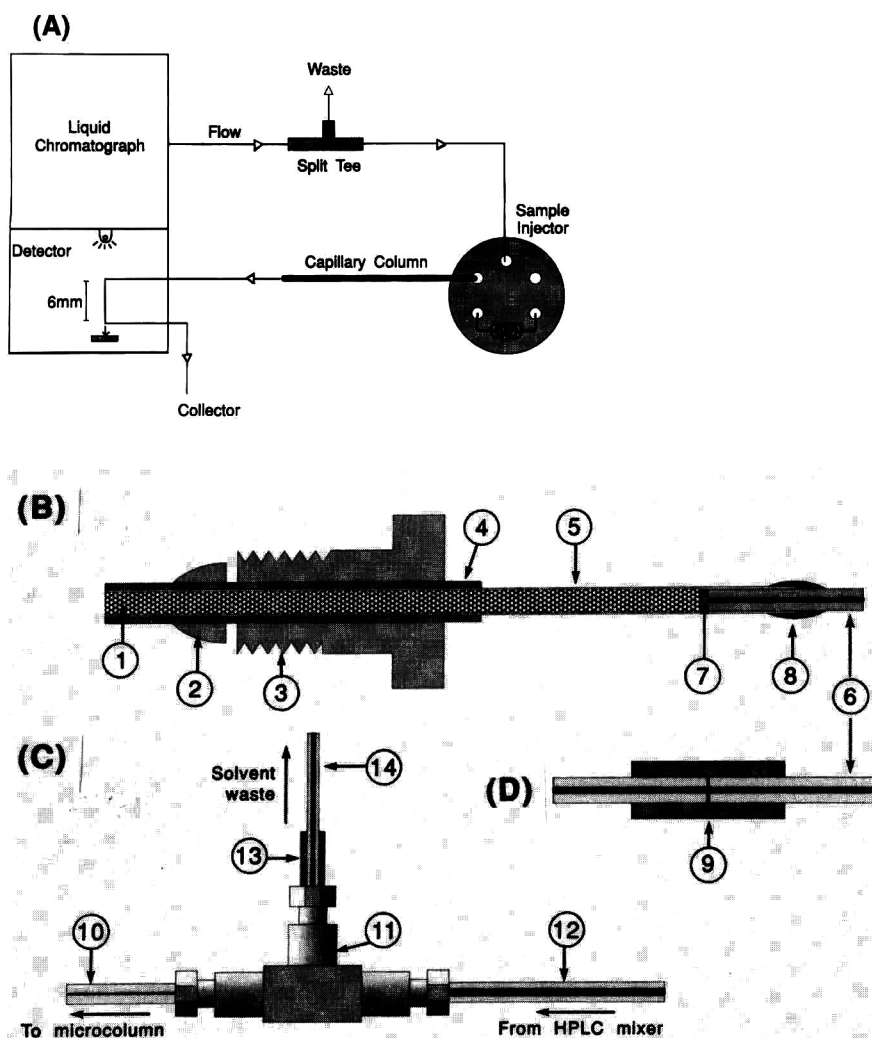 (A)
Waste
Liquid
Chromatograph
Flow
Split Tee
Sample
Injector
Detector
Capillary Column
6mm
Collector
(B)
4
5
1
2
3
7
8
6
(C)
Solvent
waste
14
(D)
13
9
10
11
12
To microcolumn
From HPLC mixer